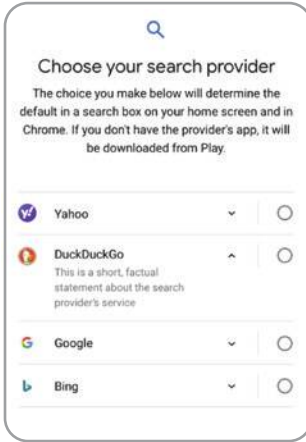 Choose your search provider
The choice you make below will determine the
default in a search box on your home screen and in
Chrome. If you don't have the provider's app, it will
be downloaded from Play.
Yahoo
DuckDuckGo
This is a short, factual
statement about the search
provider's service
Google
Bing